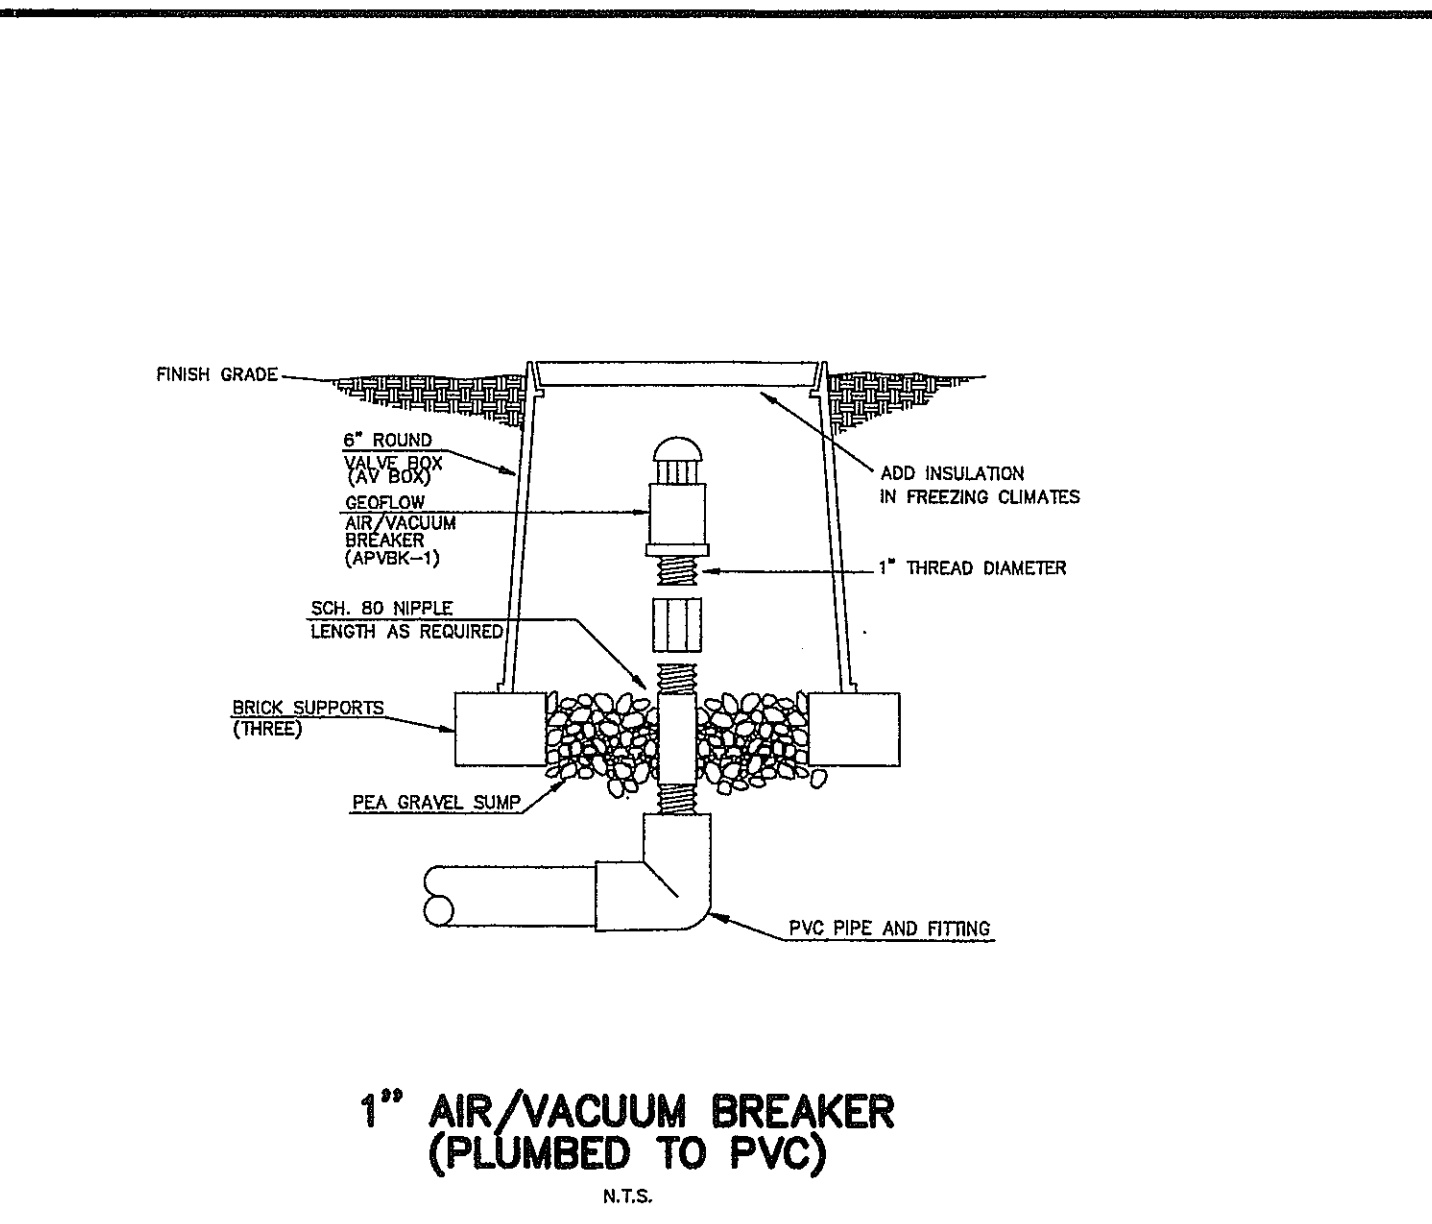 FINISH GRADE
6" ROUND
VALVE BOX
(AV BOX)
GEOFLOW
AIR/VACUUM
BREAKER
(APVBK-1)
ADD INSULATION
IN FREEZING CLIMATES
1" THREAD DIAMETER
SCH. 80 NIPPLE
LENGTH AS REQUIRED
BRICK SUPPORTS
(THREE)
PEA GRAVEL SUMP
PVC PIPE AND FITTING
1" AIR/VACUUM BREAKER
(PLUMBED TO PVC)
N.T.S.